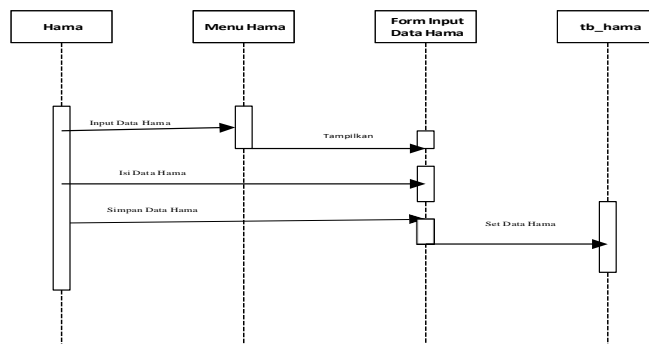 Hama
Menu Hama
Form Input
Data Hama
tb_hama
Input Data Hama
Tampilkan
Isi Data Hama
Simpan Data Hama
Set Data Hama